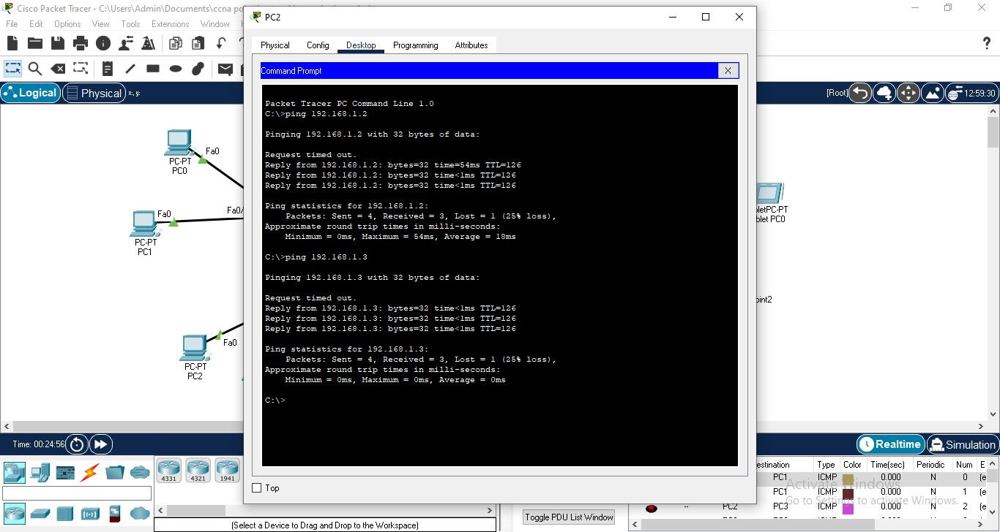 Cisco Packet Tracer - C:\Users\Admin\Documents\ccna
PC2
File Edit Options View Tools Extensions Window
Physical Config Desktop Programming Attributes
Command Prompt X
Logical Physical x: y:
[Root] 12:59:30
Packet Tracer PC Command Line 1.0
C:\>ping 192.168.1.2
Pinging 192.168.1.2 with 32 bytes of data:
Request timed out.
Reply from 192.168.1.2: bytes=32 time=54ms TTL=126
Reply from 192.168.1.2: bytes=32 time<1ms TTL=126
Reply from 192.168.1.2: bytes=32 time<1ms TTL=126
Ping statistics for 192.168.1.2:
Packets: Sent = 4, Received = 3, Lost = 1 (25% loss),
Approximate round trip times in milli-seconds:
Minimum = 0ms, Maximum = 54ms, Average = 18ms
C:\>ping 192.168.1.3
Pinging 192.168.1.3 with 32 bytes of data:
Request timed out.
Reply from 192.168.1.3: bytes=32 time<1ms TTL=126
Reply from 192.168.1.3: bytes=32 time<1ms TTL=126
Reply from 192.168.1.3: bytes=32 time<1ms TTL=126
Ping statistics for 192.168.1.3:
Packets: Sent = 4, Received = 3, Lost = 1 (25% loss),
Approximate round trip times in milli-seconds:
Minimum = 0ms, Maximum = 0ms, Average = 0ms
C:\>
Top
Fa0
PC-PT
PC0
Fa0
Fa0/
PC-PT
PC1
Fa0
PC-PT
PC2
letPC-PT
blet PC0
oint2
Time: 00:24:56
Realtime Simulation
4331 4321 1941
(Select a Device to Drag and Drop to the Workspace)
Toggle PDU List Window
estination Type Color Time(sec) Periodic Num E
PC1 ICMP 0.000 N 0 (e
PC1 ICMP 0.000 N 1 (e
-- PC2 PC3 ICMP 0.000 N 2 (e
Activate Windows
Go to Settings to activate Windows.